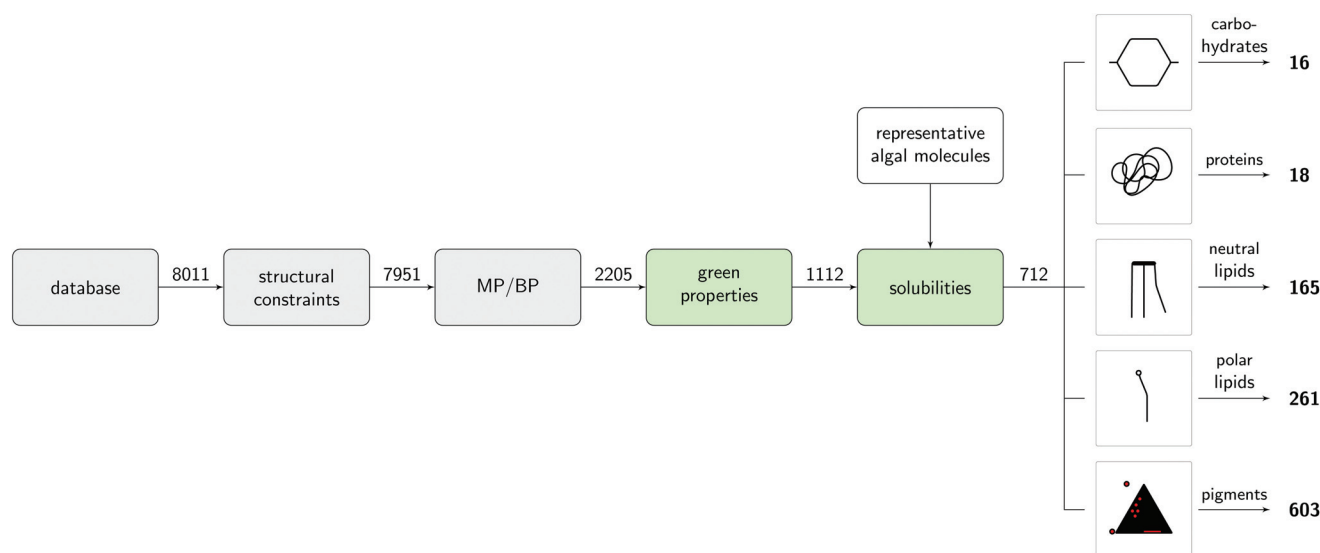 database
8011
structural
constraints
7951
MP/BP
2205
green
properties
1112
representative
algal molecules
solubilities
712
carbo-
hydrates
16
proteins
18
neutral
lipids
165
polar
lipids
261
pigments
603